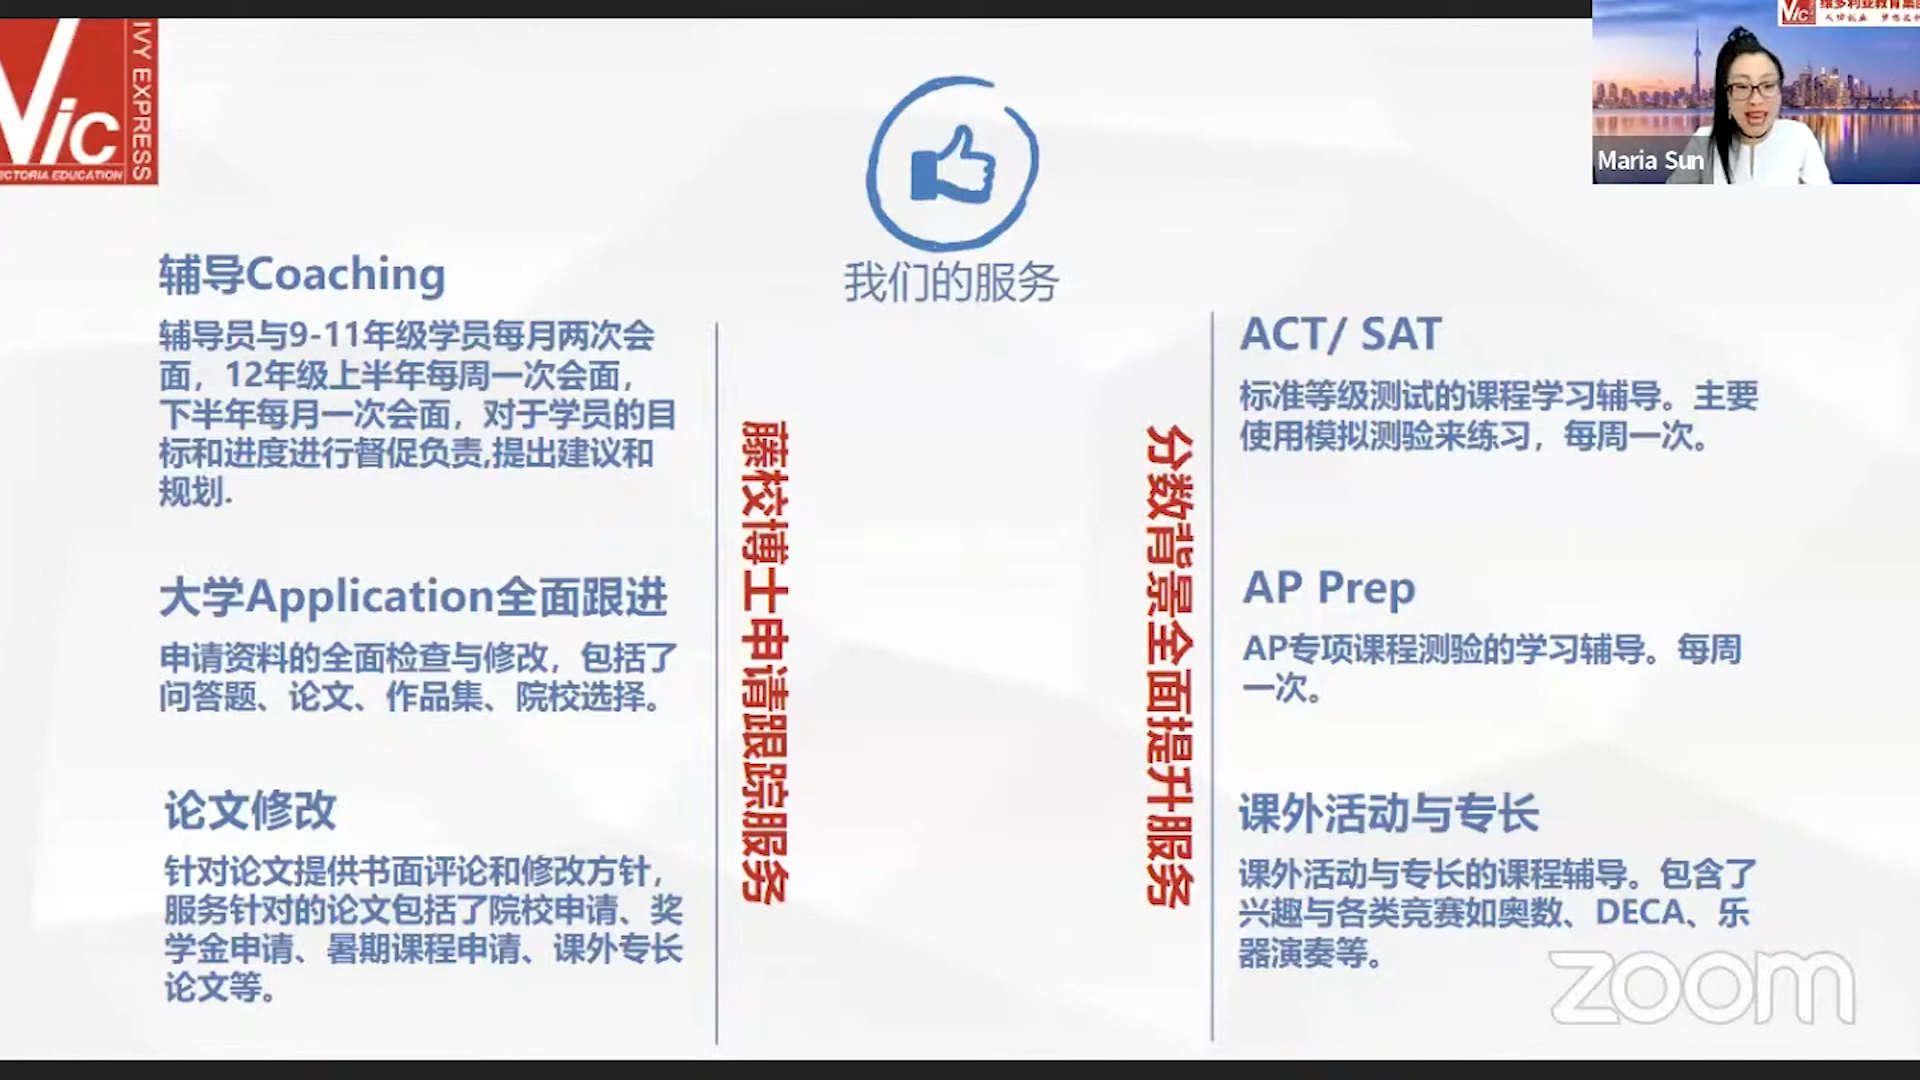 Vic
IVY EXPRESS
VICTORIA EDUCATION
Vic
维多利亚教育集团
Maria Sun
我们的服务
辅导Coaching
辅导员与9-11年级学员每月两次会
面，12年级上半年每周一次会面，
下半年每月一次会面，对于学员的目
标和进度进行督促负责,提出建议和
规划.
大学Application全面跟进
申请资料的全面检查与修改，包括了
问答题、论文、作品集、院校选择。
论文修改
针对论文提供书面评论和修改方针，
服务针对的论文包括了院校申请、奖
学金申请、暑期课程申请、课外专长
论文等。
藤校博士申请跟踪服务
分数背景全面提升服务
ACT/ SAT
标准等级测试的课程学习辅导。主要
使用模拟测验来练习，每周一次。
AP Prep
AP专项课程测验的学习辅导。每周
一次。
课外活动与专长
课外活动与专长的课程辅导。包含了
兴趣与各类竞赛如奥数、DECA、乐
器演奏等。
zoom